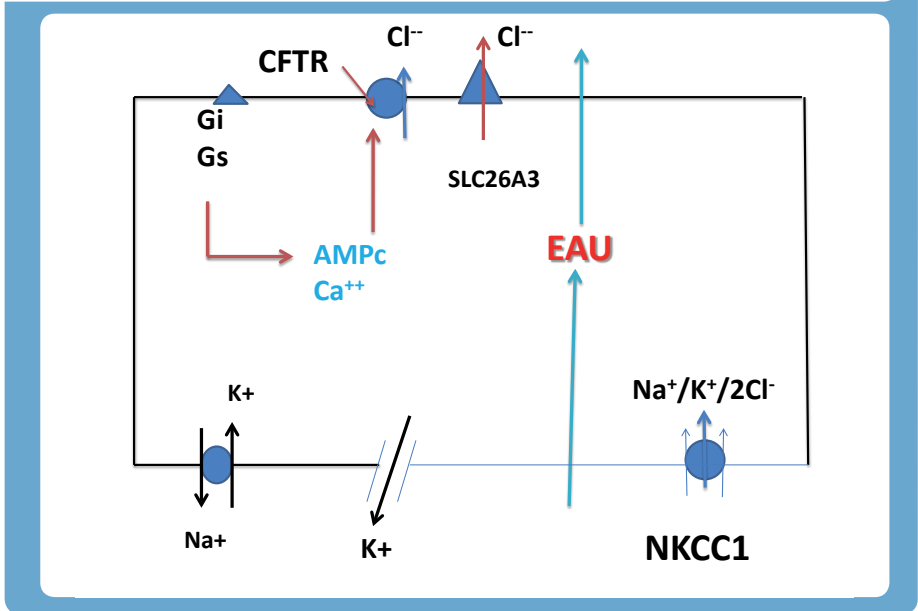 Cl⁻⁻
Cl⁻⁻
CFTR
Gi
Gs
SLC26A3
AMPc
Ca⁺⁺
EAU
K+
Na⁺/K⁺/2Cl⁻
Na+
K+
NKCC1